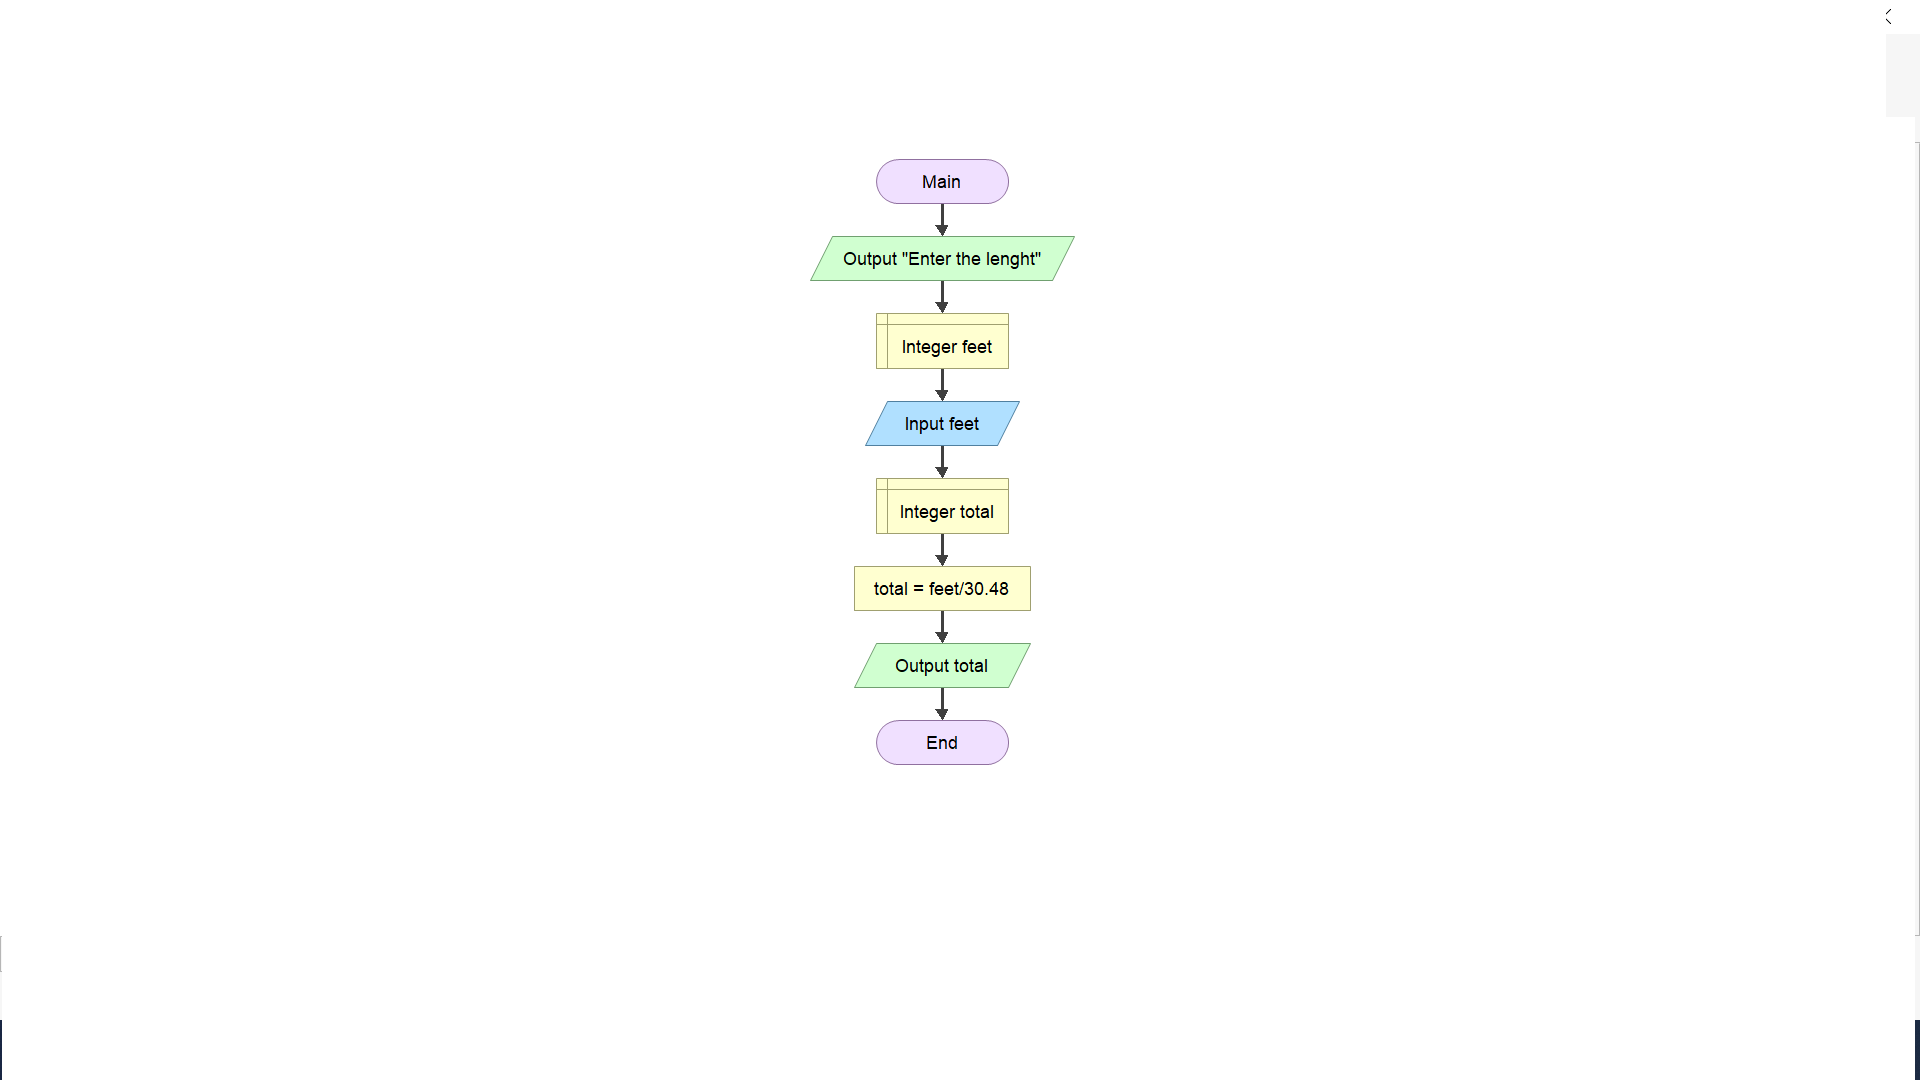 Main
Output "Enter the lenght"
Integer feet
Input feet
Integer total
total = feet/30.48
Output total
End